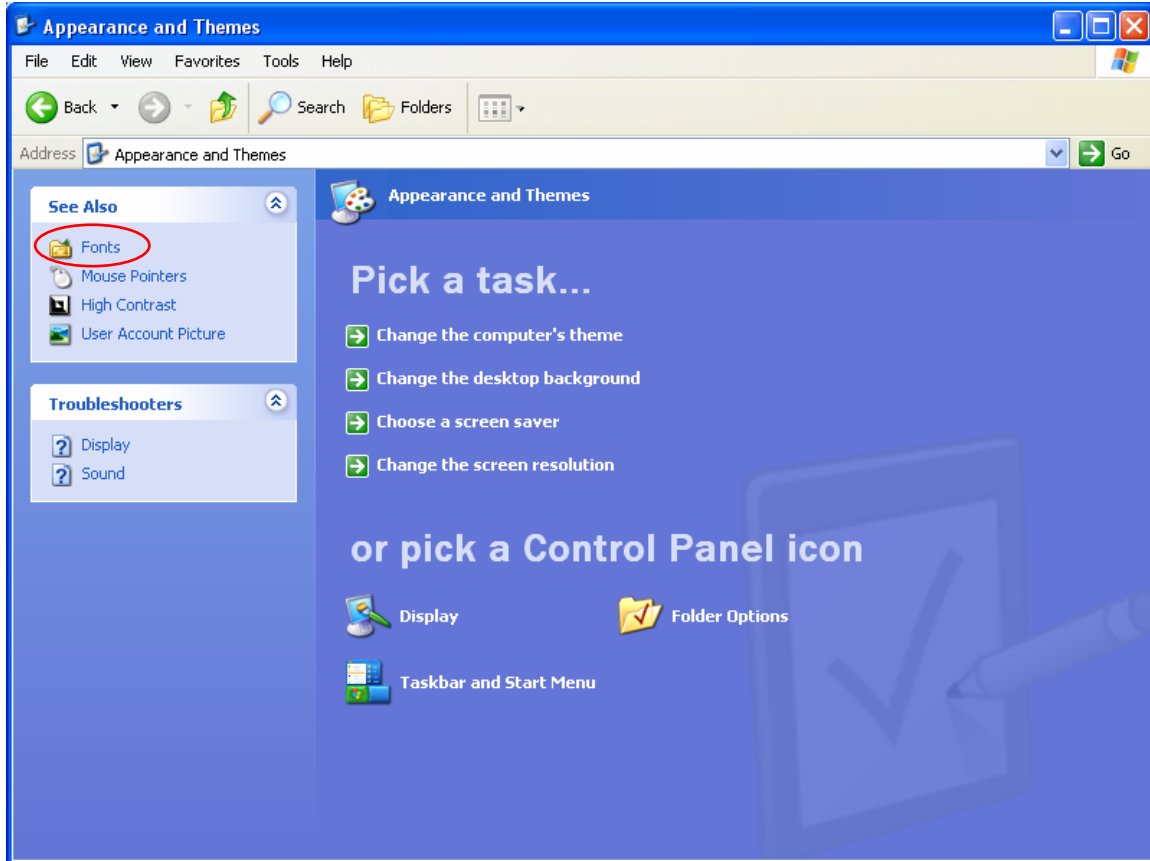 Appearance and Themes
File Edit View Favorites Tools Help
Back Search Folders
Address Appearance and Themes Go
See Also
Fonts
Mouse Pointers
High Contrast
User Account Picture
Troubleshooters
Display
Sound
Appearance and Themes
Pick a task...
Change the computer's theme
Change the desktop background
Choose a screen saver
Change the screen resolution
or pick a Control Panel icon
Display Folder Options
Taskbar and Start Menu